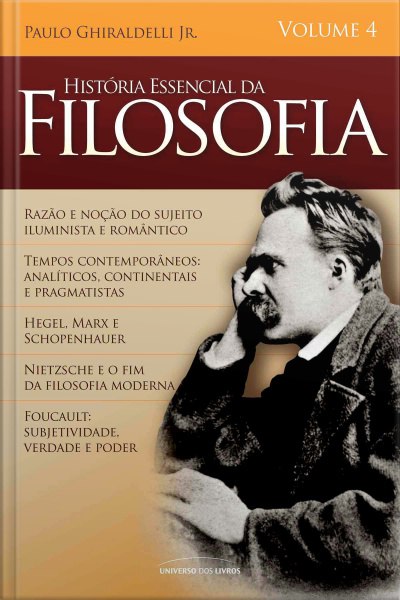 PAULO GHIRALDELLI JR.
VOLUME 4
HISTÓRIA ESSENCIAL DA
FILOSOFIA
RAZÃO E NOÇÃO DO SUJEITO
ILUMINISTA E ROMÂNTICO
TEMPOS CONTEMPORÂNEOS:
ANALÍTICOS, CONTINENTAIS
E PRAGMATISTAS
HEGEL, MARX E
SCHOPENHAUER
NIETZSCHE E O FIM
DA FILOSOFIA MODERNA
FOUCAULT:
SUBJETIVIDADE,
VERDADE E PODER
UNIVERSO DOS LIVROS